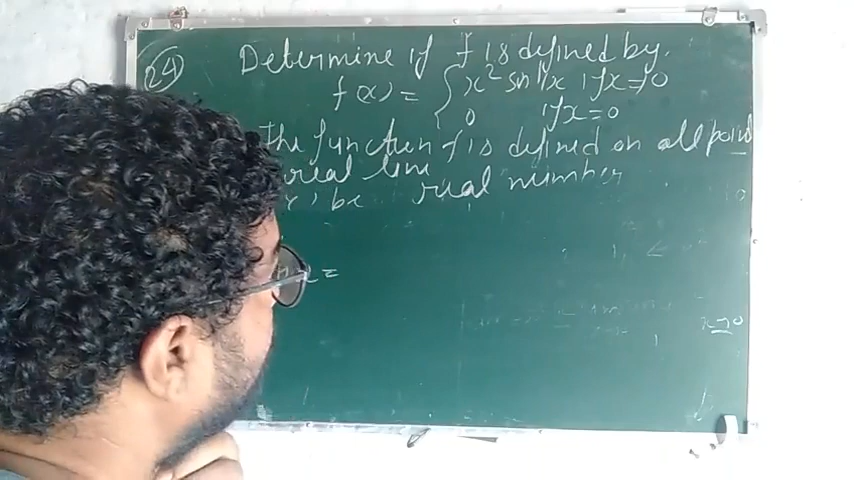 24
Determine if f is defined by.
f(x) = { x² sin 1/x, if x≠0
0 if x=0
The function f is defined on all point
real line
be real number
=